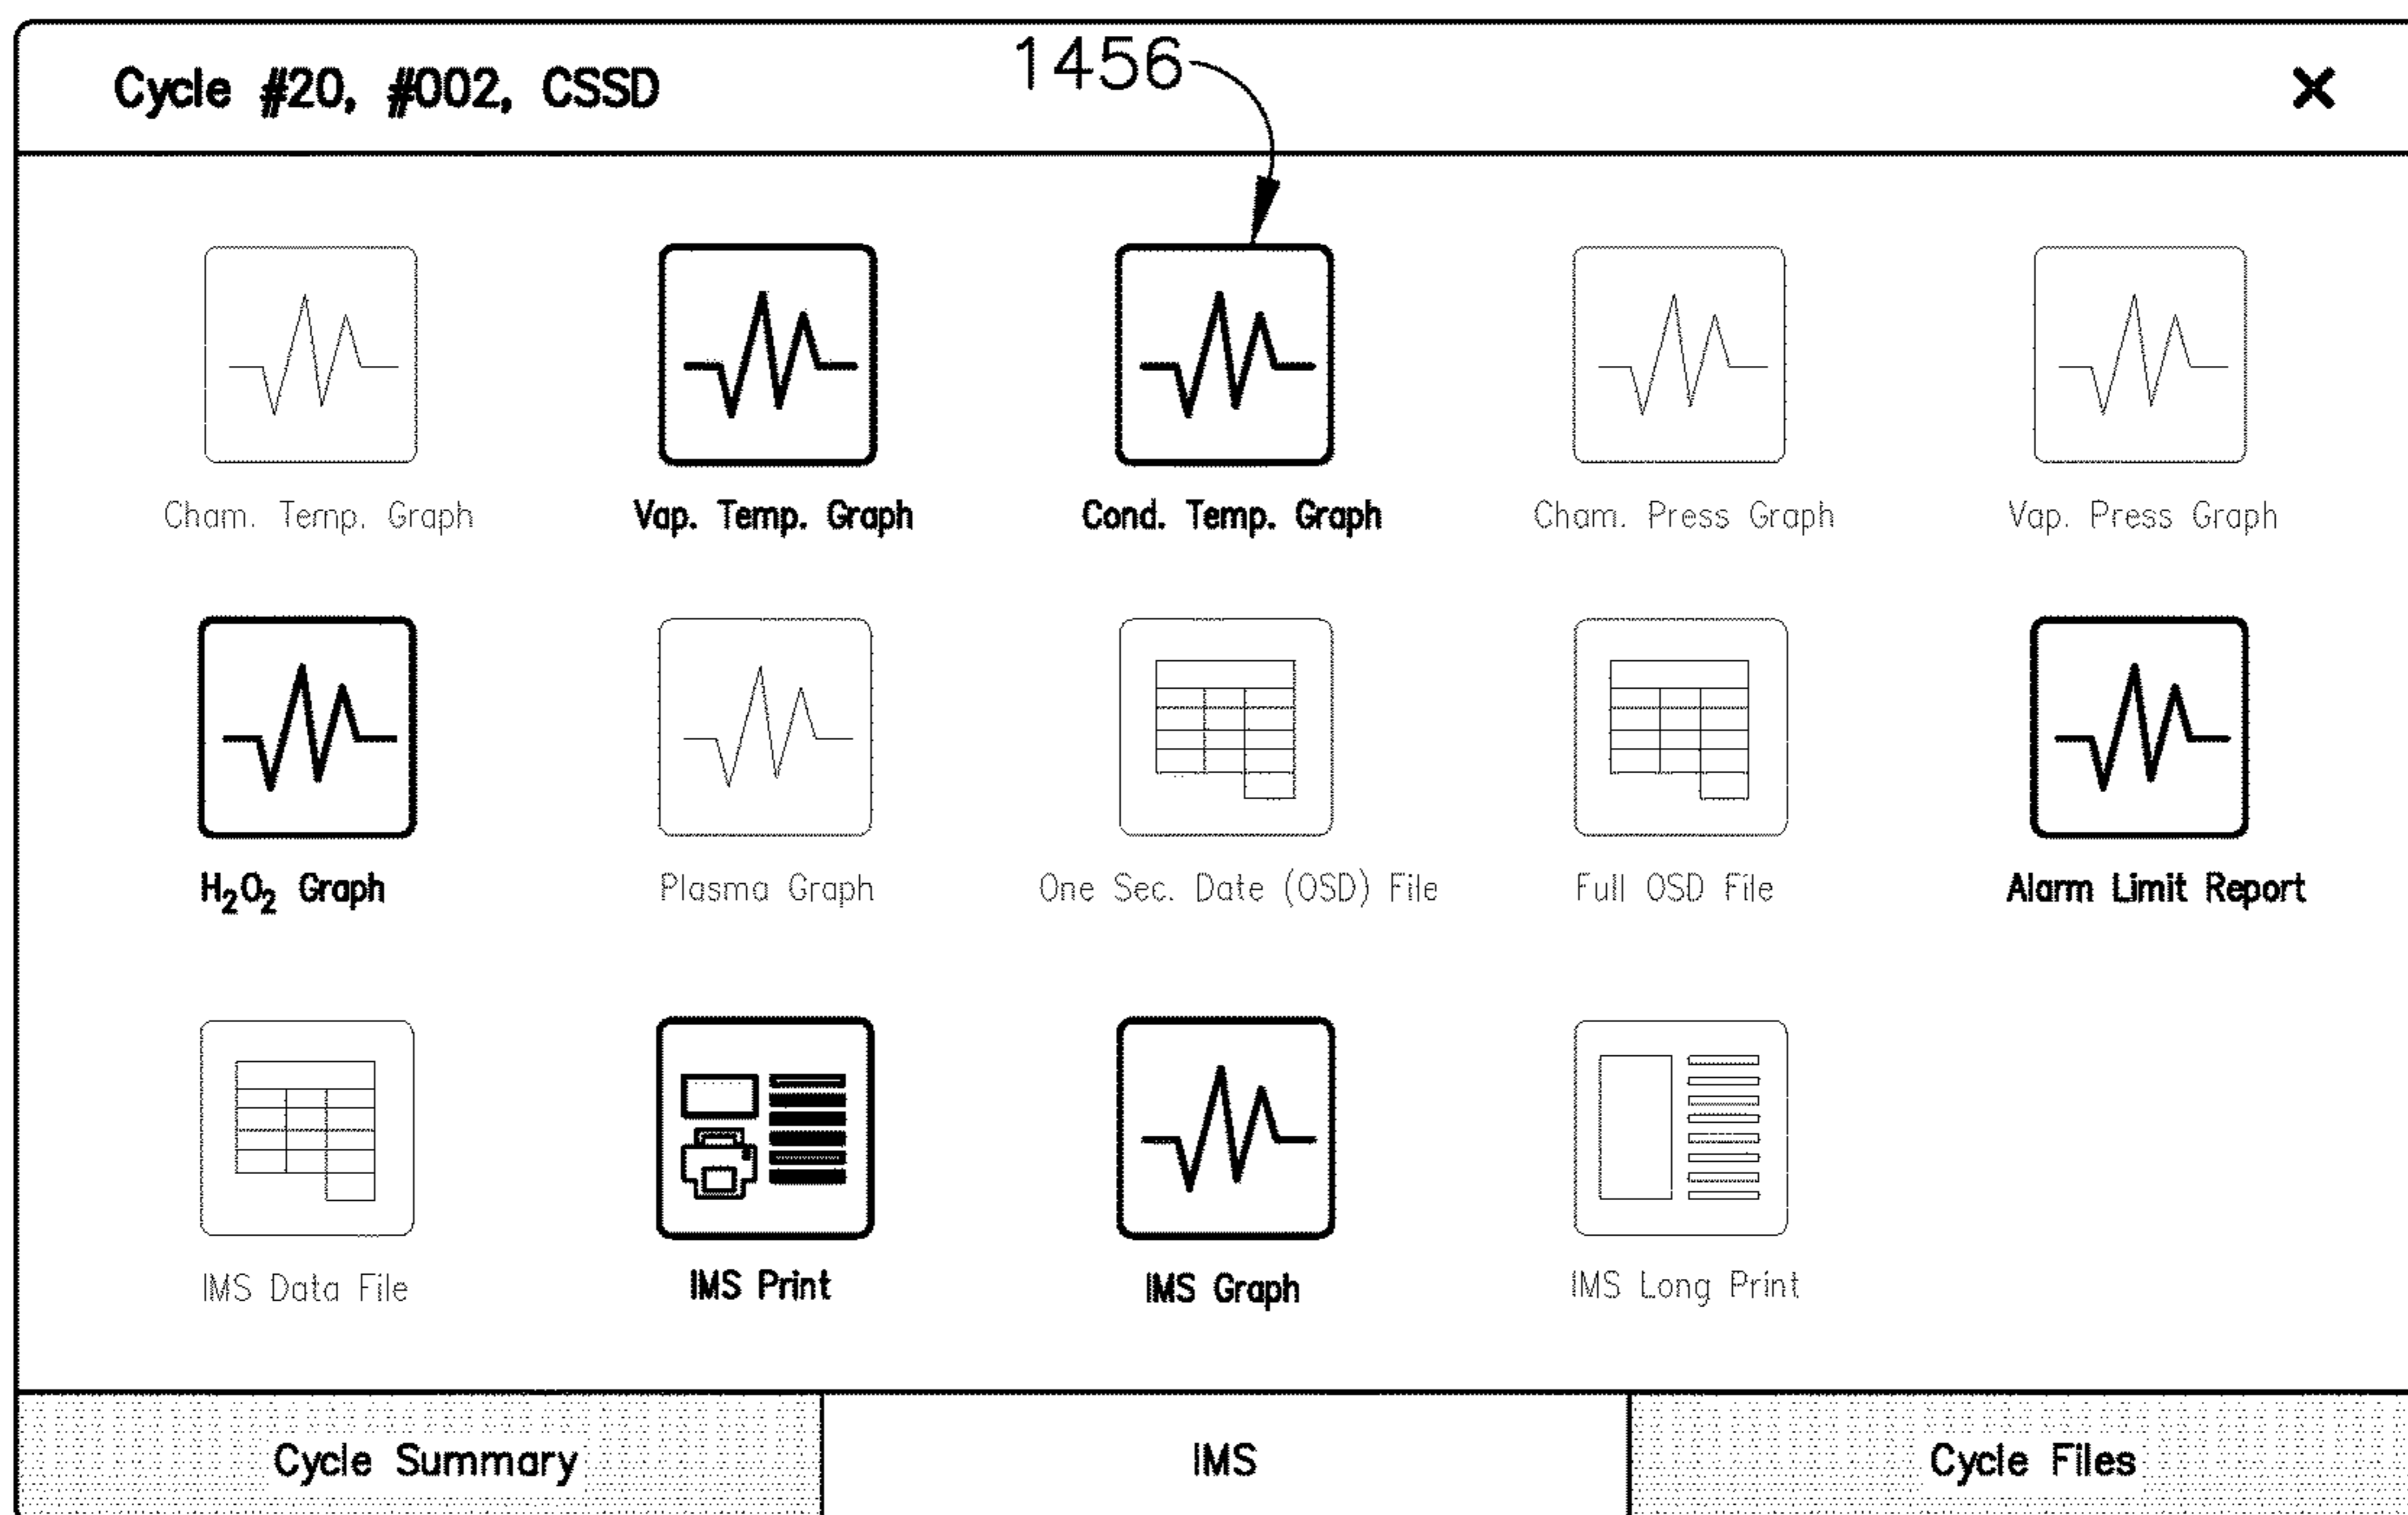 Cycle #20, #002, CSSD
1456
Cham. Temp. Graph
Vap. Temp. Graph
Cond. Temp. Graph
Cham. Press Graph
Vap. Press Graph
H₂O₂ Graph
Plasma Graph
One Sec. Date (OSD) File
Full OSD File
Alarm Limit Report
IMS Data File
IMS Print
IMS Graph
IMS Long Print
Cycle Summary
IMS
Cycle Files